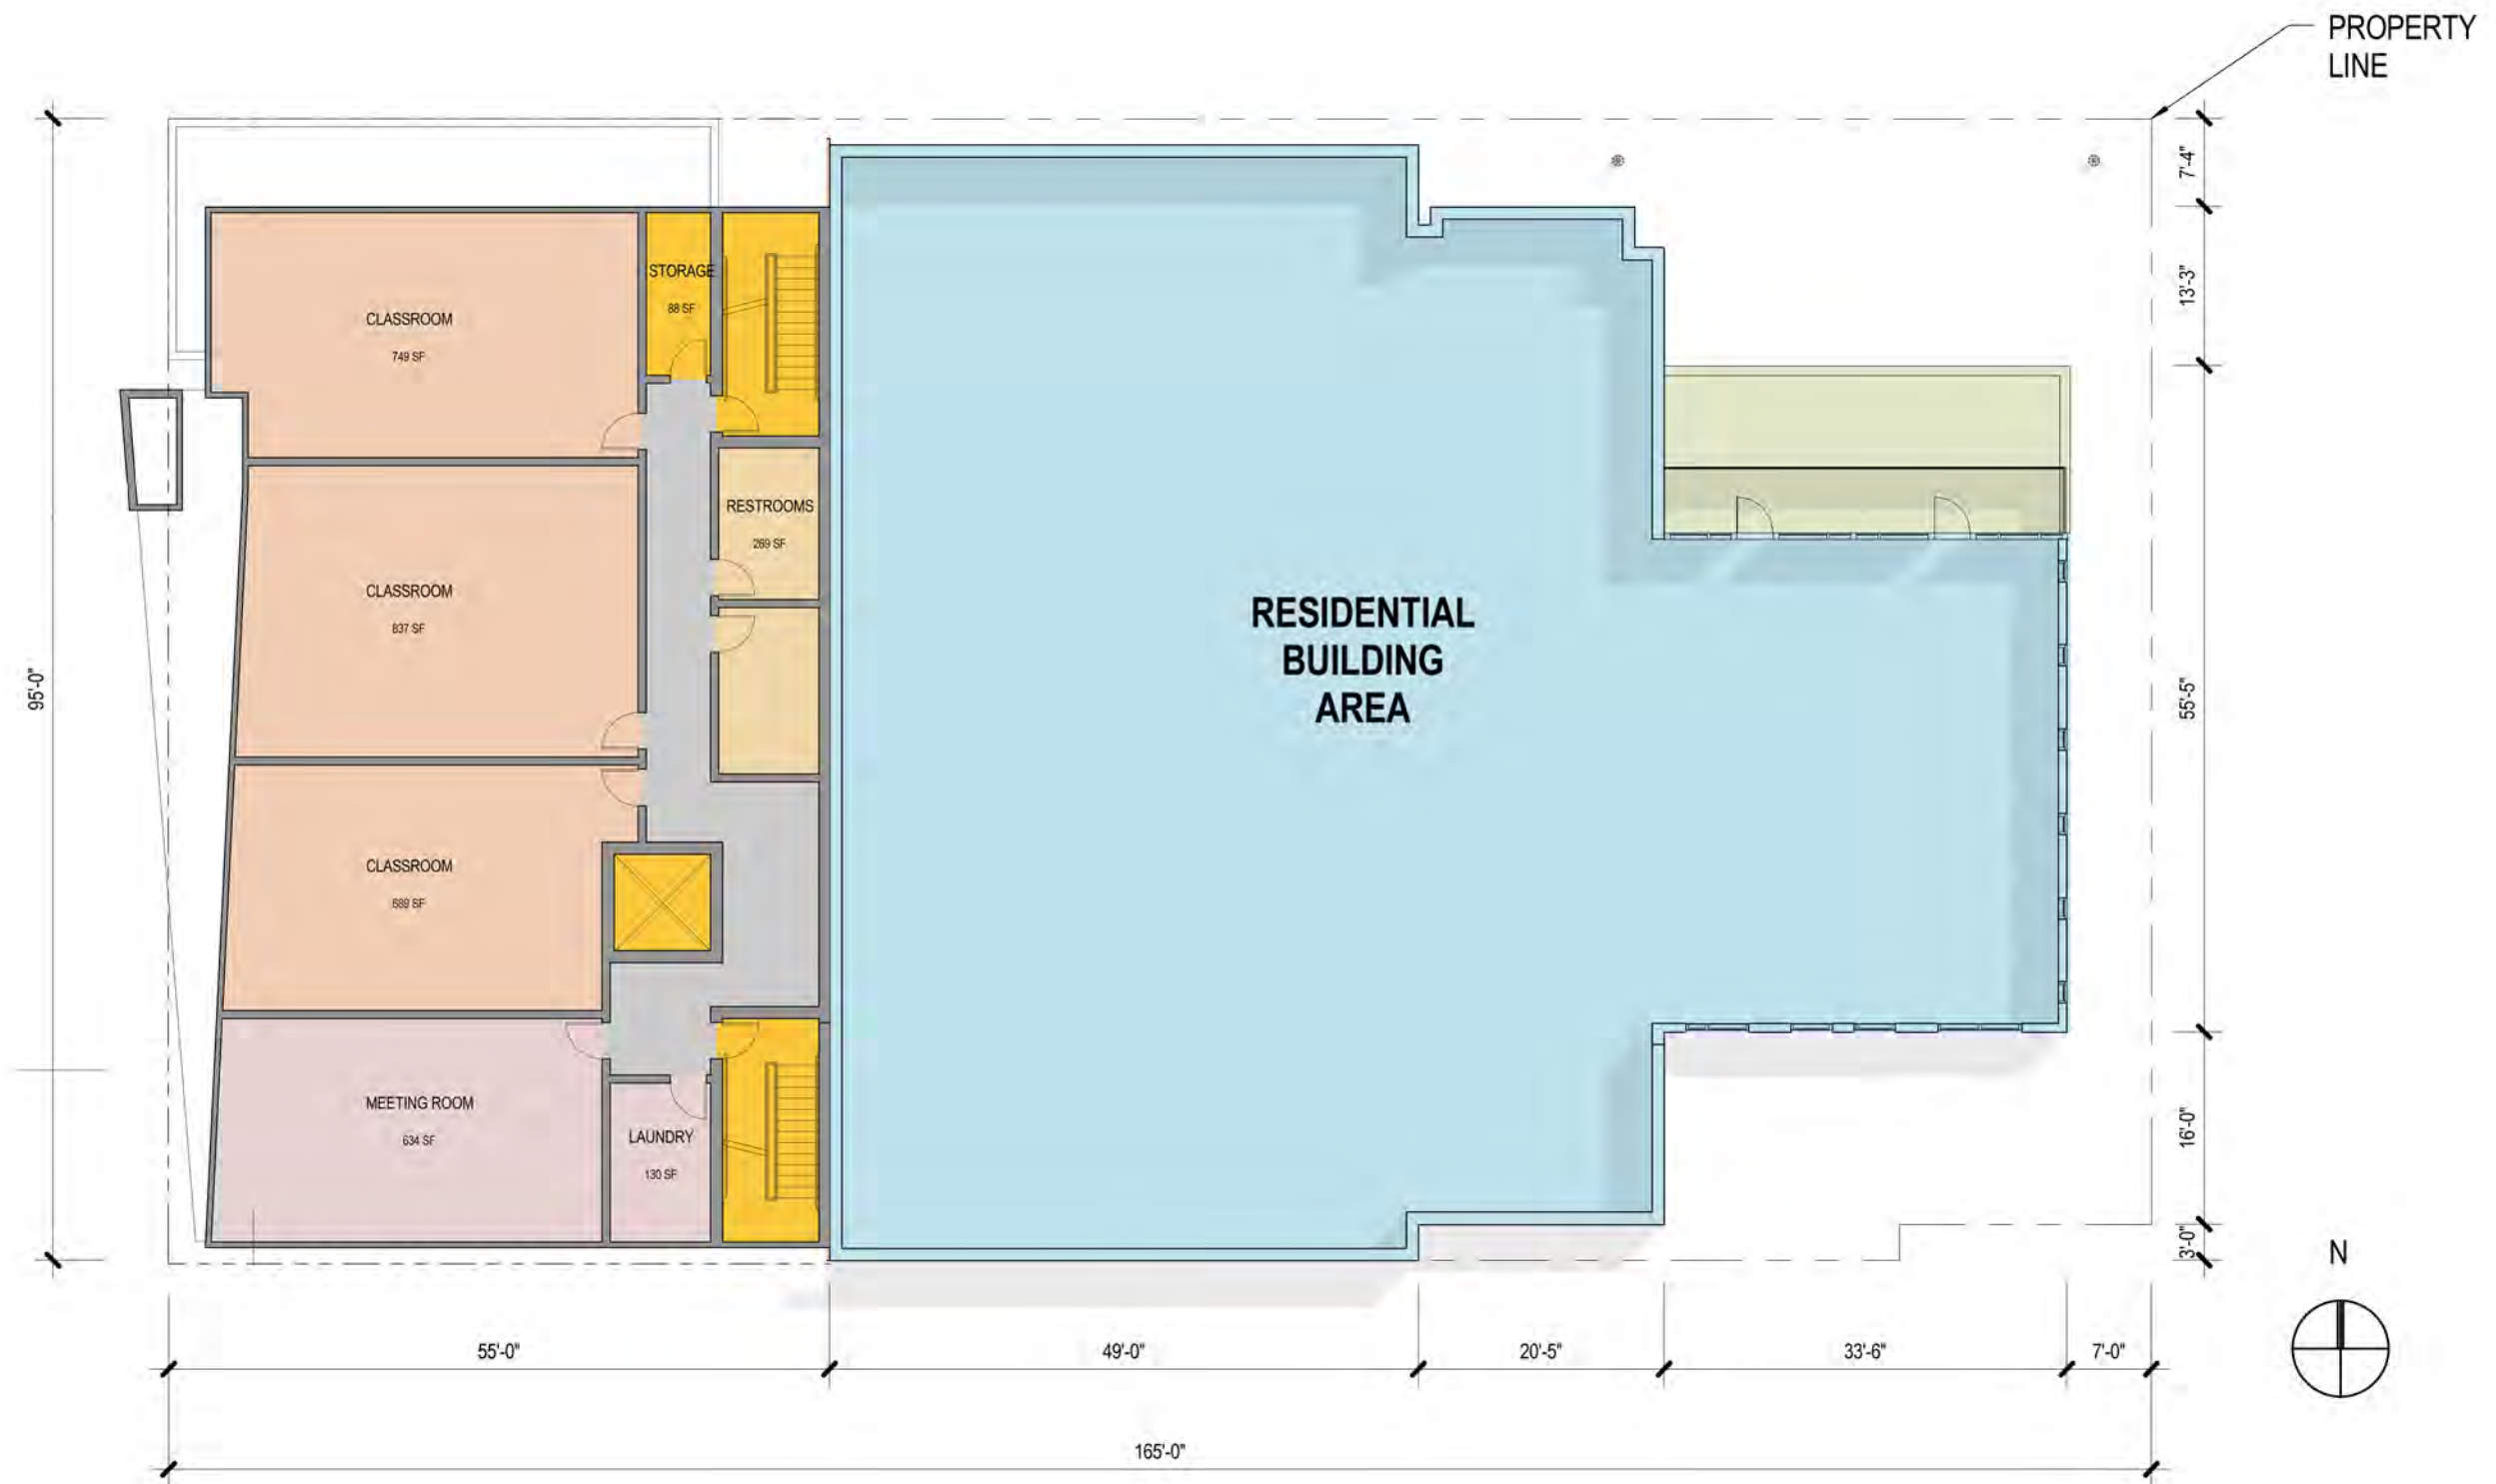 PROPERTY
LINE
7'-4"
13'-3"
55'-5"
16'-0"
3'-0"
95'-0"
CLASSROOM
749 SF
STORAGE
88 SF
CLASSROOM
837 SF
RESTROOMS
269 SF
CLASSROOM
689 SF
MEETING ROOM
634 SF
LAUNDRY
130 SF
RESIDENTIAL
BUILDING
AREA
N
55'-0"
49'-0"
20'-5"
33'-6"
7'-0"
165'-0"